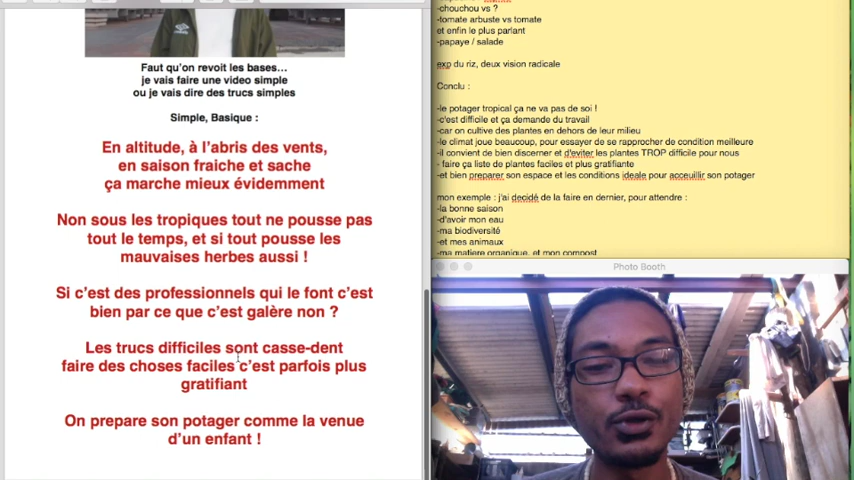 Faut qu'on revoit les bases...
je vais faire une video simple
ou je vais dire des trucs simples
Simple, Basique :
En altitude, à l'abris des vents,
en saison fraiche et sache
ça marche mieux évidemment
Non sous les tropiques tout ne pousse pas
tout le temps, et si tout pousse les
mauvaises herbes aussi !
Si c'est des professionnels qui le font c'est
bien par ce que c'est galère non ?
Les trucs difficiles sont casse-dent
faire des choses faciles c'est parfois plus
gratifiant
On prepare son potager comme la venue
d'un enfant !
-chouchou vs ?
-tomate arbuste vs tomate
et enfin le plus parlant
-papaye / salade
exp du riz, deux vision radicale
Conclu :
-le potager tropical ça ne va pas de soi !
-c'est difficile et ça demande du travail
-car on cultive des plantes en dehors de leur milieu
-le climat joue beaucoup, pour essayer de se rapprocher de condition meilleure
-il convient de bien discerner et d'eviter les plantes TROP difficile pour nous
- faire ça liste de plantes faciles et plus gratifiante
-et bien preparer son espace et les conditions ideale pour acceuillir son potager
mon exemple : j'ai decidé de la faire en dernier, pour attendre :
-la bonne saison
-d'avoir mon eau
-ma biodiversité
-et mes animaux
-ma matiere organique, et mon compost
Photo Booth